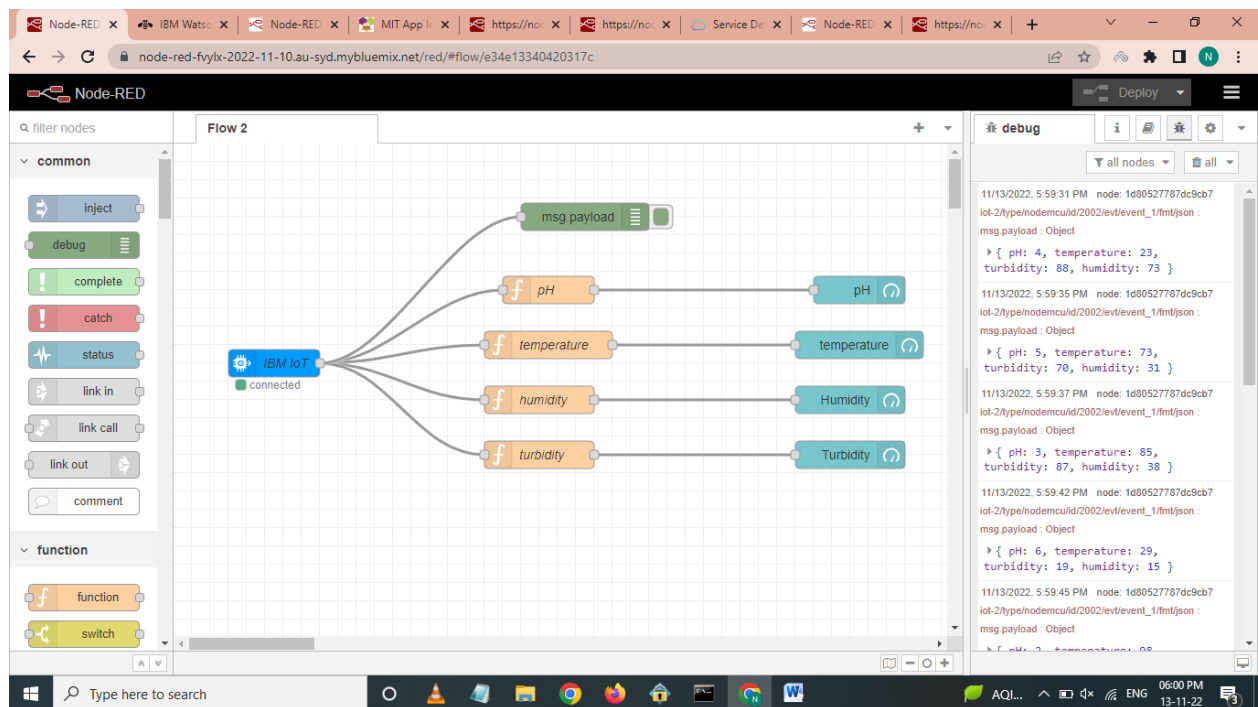 Node-RED
IBM Watso
Node-RED
MIT App In
https://noc
https://noc
Service De
Node-RED
https://no
node-red-fvylx-2022-11-10.au-syd.mybluemix.net/red/#flow/e34e13340420317c
N
Node-RED
Deploy
filter nodes
Flow 2
debug
i
all nodes
all
common
inject
debug
complete
catch
status
link in
link call
link out
comment
function
function
switch
msg.payload
pH
pH
temperature
temperature
IBM IoT
connected
humidity
Humidity
turbidity
Turbidity
11/13/2022, 5:59:31 PM node: 1d80527787dc9cb7
iot-2/type/nodemcu/id/2002/evt/event_1/fmt/json :
msg.payload : Object
{ pH: 4, temperature: 23,
turbidity: 88, humidity: 73 }
11/13/2022, 5:59:35 PM node: 1d80527787dc9cb7
iot-2/type/nodemcu/id/2002/evt/event_1/fmt/json :
msg.payload : Object
{ pH: 5, temperature: 73,
turbidity: 70, humidity: 31 }
11/13/2022, 5:59:37 PM node: 1d80527787dc9cb7
iot-2/type/nodemcu/id/2002/evt/event_1/fmt/json :
msg.payload : Object
{ pH: 3, temperature: 85,
turbidity: 87, humidity: 38 }
11/13/2022, 5:59:42 PM node: 1d80527787dc9cb7
iot-2/type/nodemcu/id/2002/evt/event_1/fmt/json :
msg.payload : Object
{ pH: 6, temperature: 29,
turbidity: 19, humidity: 15 }
11/13/2022, 5:59:45 PM node: 1d80527787dc9cb7
iot-2/type/nodemcu/id/2002/evt/event_1/fmt/json :
msg.payload : Object
{ pH: 2, temperature: 98,
Type here to search
AQI...
ENG
06:00 PM
13-11-22
3